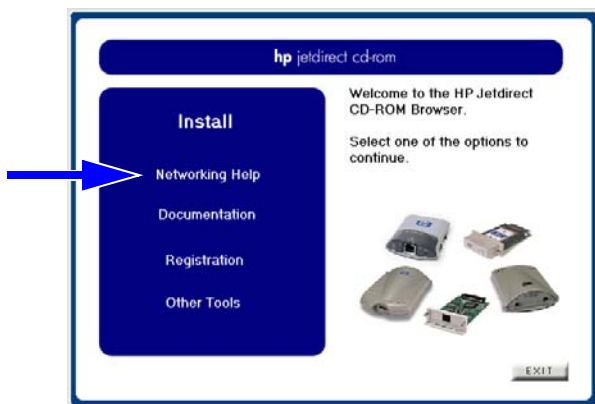 hp jetdirect cd-rom
Install
Networking Help
Documentation
Registration
Other Tools
Welcome to the HP Jetdirect
CD-ROM Browser.
Select one of the options to
continue.
EXIT